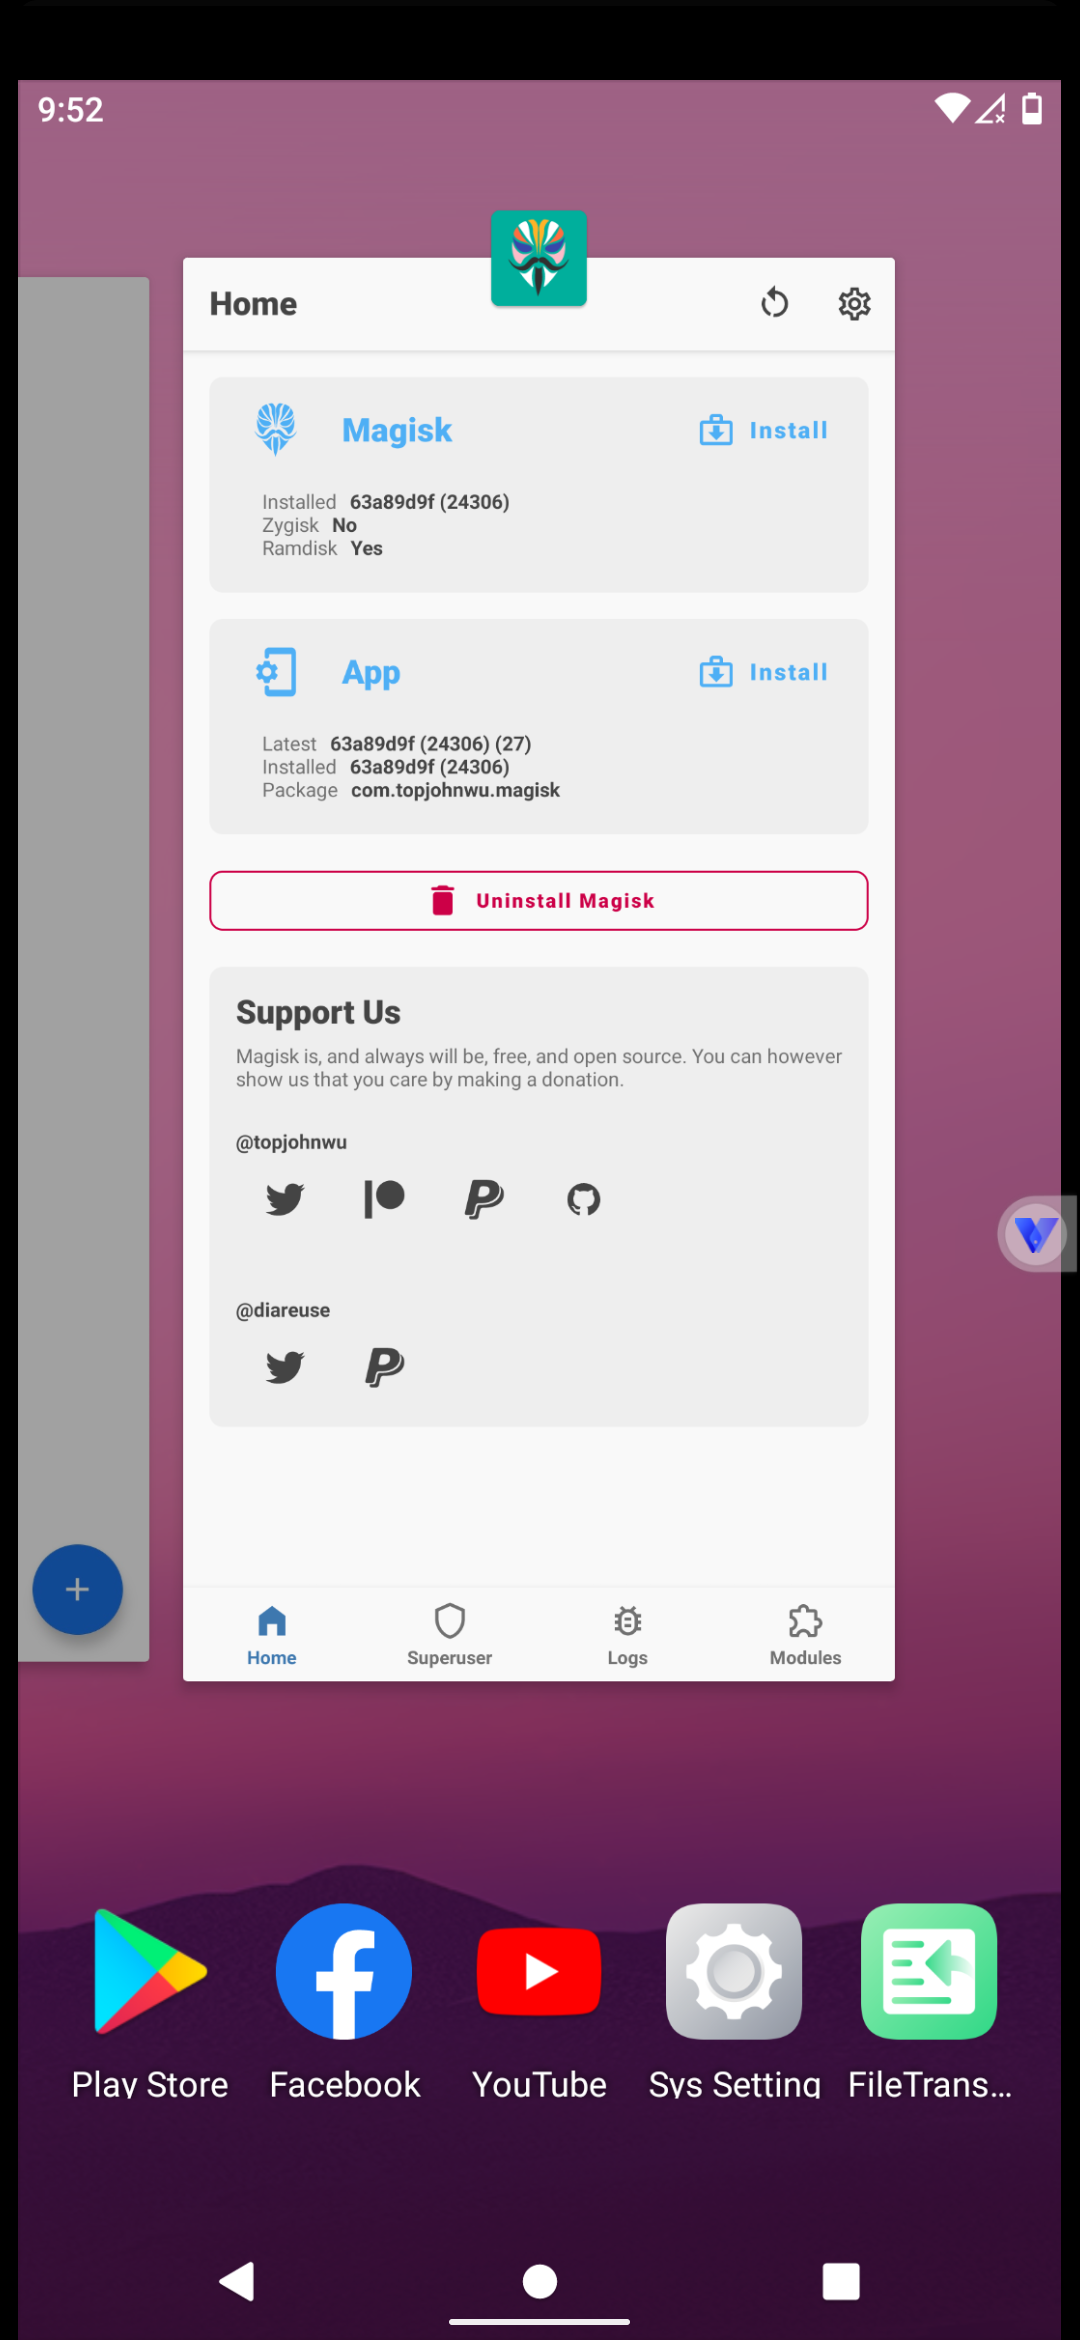 9:52
Home
Magisk
Install
Installed 63a89d9f (24306)
Zygisk No
Ramdisk Yes
App
Install
Latest 63a89d9f (24306) (27)
Installed 63a89d9f (24306)
Package com.topjohnwu.magisk
Uninstall Magisk
Support Us
Magisk is, and always will be, free, and open source. You can however
show us that you care by making a donation.
@topjohnwu
@diareuse
Home Superuser Logs Modules
Play Store Facebook YouTube Sys Setting FileTrans...